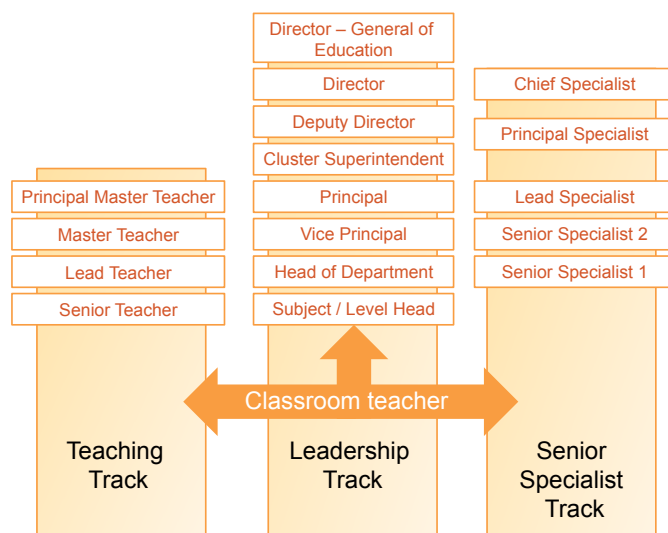 Principal Master Teacher
Master Teacher
Lead Teacher
Senior Teacher
Teaching
Track
Director – General of
Education
Director
Deputy Director
Cluster Superintendent
Principal
Vice Principal
Head of Department
Subject / Level Head
Classroom teacher
Leadership
Track
Chief Specialist
Principal Specialist
Lead Specialist
Senior Specialist 2
Senior Specialist 1
Senior
Specialist
Track